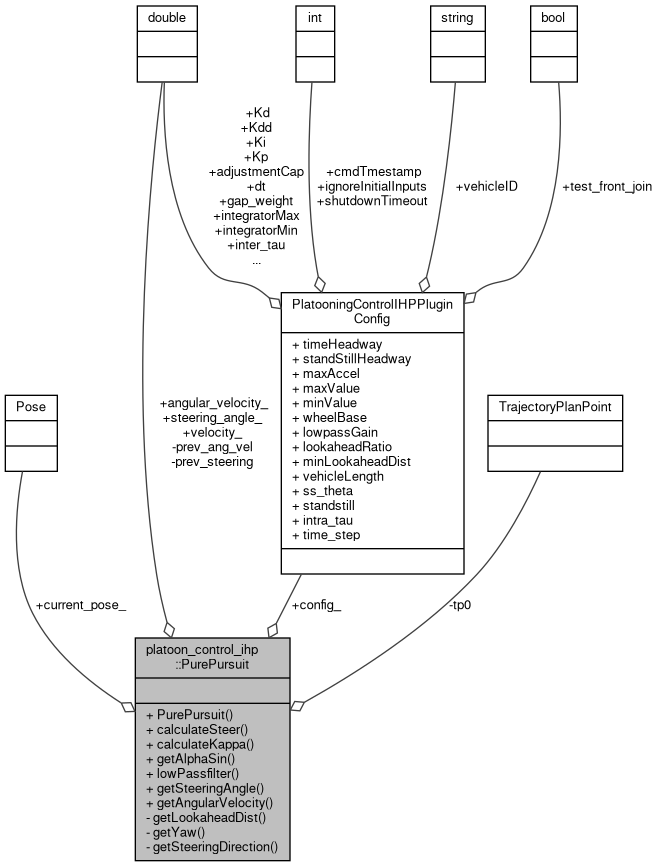 double
int
string
bool
+Kd
+Kdd
+Ki
+Kp
+adjustmentCap
+dt
+gap_weight
+integratorMax
+integratorMin
+inter_tau
...
+cmdTmestamp
+ignoreInitialInputs
+shutdownTimeout
+vehicleID
+test_front_join
PlatooningControlIHPPlugin
Config
+ timeHeadway
+ standStillHeadway
+ maxAccel
+ maxValue
+ minValue
+ wheelBase
+ lowpassGain
+ lookaheadRatio
+ minLookaheadDist
+ vehicleLength
+ ss_theta
+ standstill
+ intra_tau
+ time_step
Pose
+angular_velocity_
+steering_angle_
+velocity_
-prev_ang_vel
-prev_steering
TrajectoryPlanPoint
+current_pose_
+config_
-tp0
platoon_control_ihp
::PurePursuit
+ PurePursuit()
+ calculateSteer()
+ calculateKappa()
+ getAlphaSin()
+ lowPassfilter()
+ getSteeringAngle()
+ getAngularVelocity()
- getLookaheadDist()
- getYaw()
- getSteeringDirection()